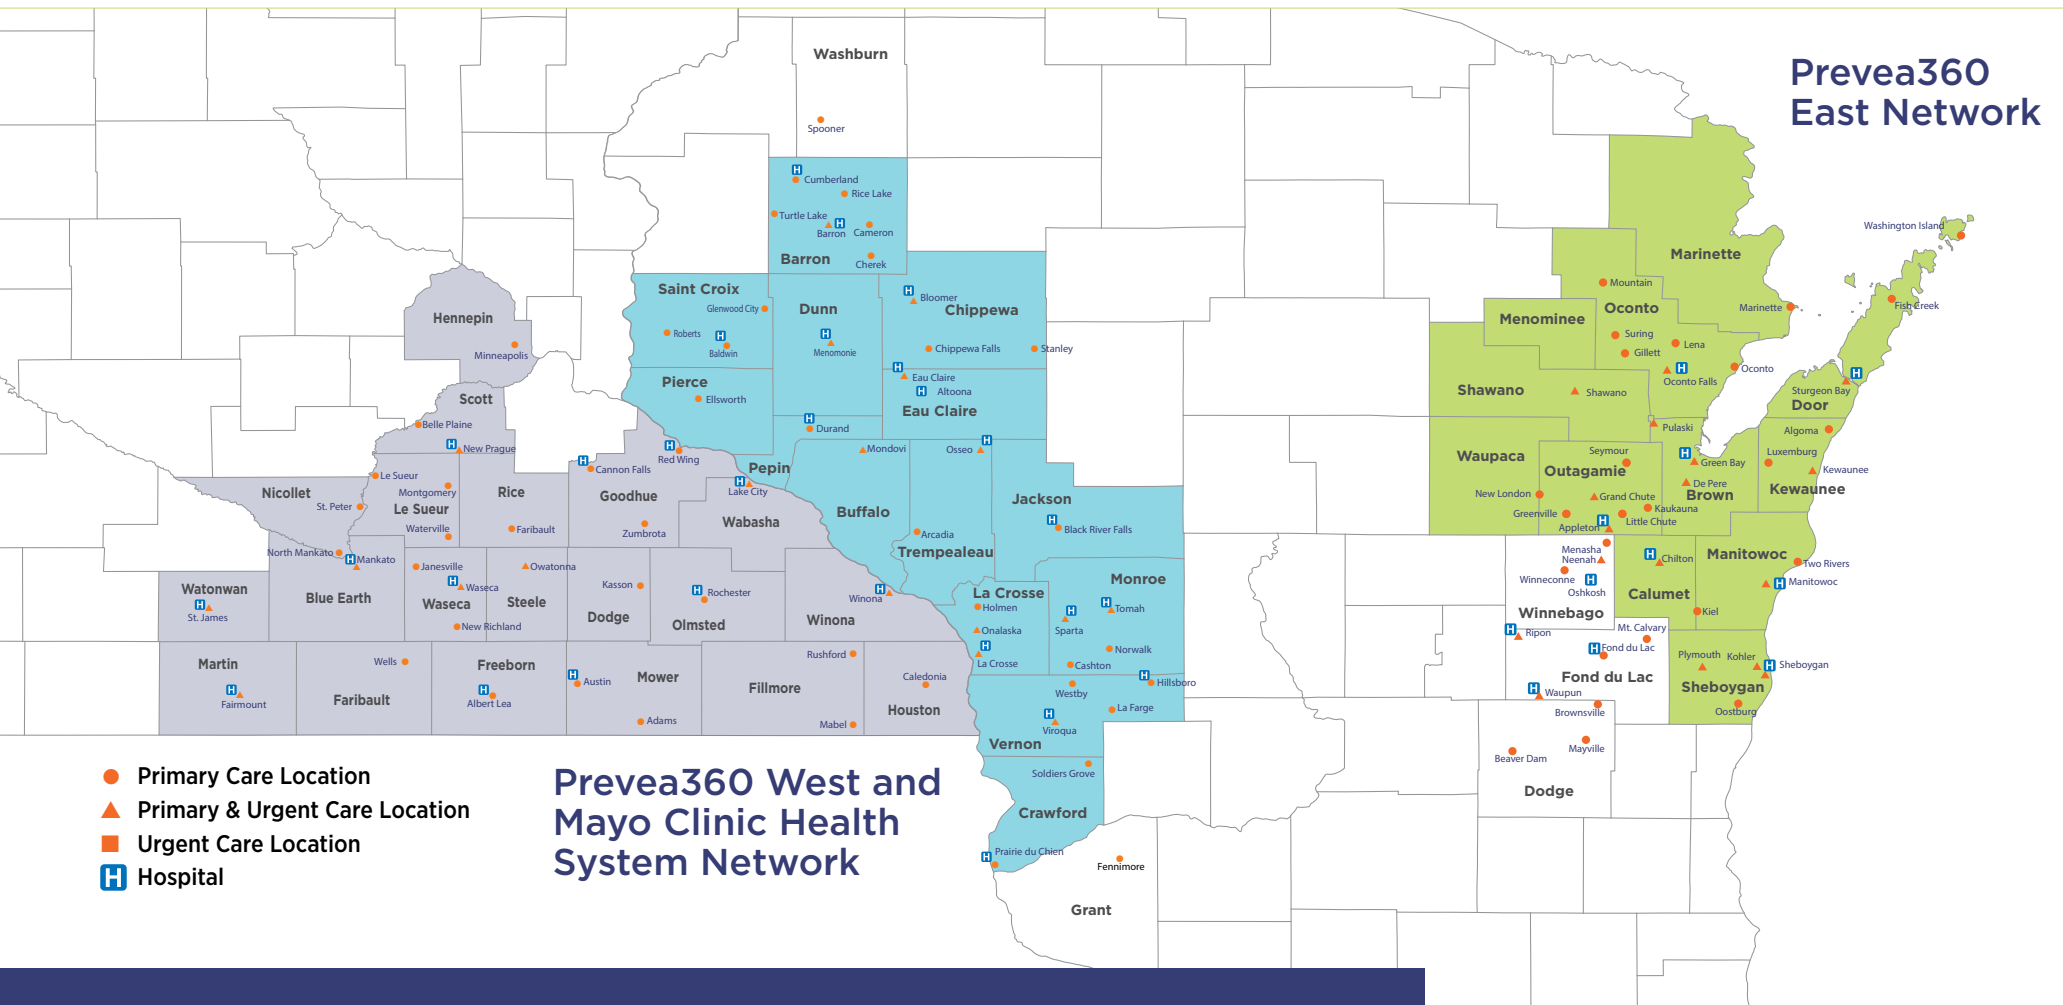 Prevea360
East Network
Washburn
Spooner
H
Cumberland
Rice Lake
Turtle Lake
H
Barron
Cameron
Barron
Cherek
Saint Croix
Glenwood City
Roberts
H
Baldwin
Dunn
H
Menomonie
H
Bloomer
Chippewa
Chippewa Falls
Stanley
Pierce
Ellsworth
H
Eau Claire
H
Altoona
Eau Claire
H
Durand
Pepin
Mondovi
Osseo
H
Buffalo
Arcadia
Trempealeau
Jackson
H
Black River Falls
Monroe
H
Tomah
H
Sparta
Norwalk
Cashton
La Crosse
Holmen
Onalaska
H
La Crosse
Westby
H
Hillsboro
La Farge
H
Viroqua
Vernon
Soldiers Grove
Crawford
H
Prairie du Chien
Fennimore
Grant
Hennepin
Minneapolis
Scott
Belle Plaine
H
New Prague
Le Sueur
Montgomery
Le Sueur
Waterville
Nicollet
St. Peter
North Mankato
H
Mankato
Rice
Faribault
H
Cannon Falls
H
Red Wing
Goodhue
Zumbrota
H
Lake City
Wabasha
Watonwan
H
St. James
Blue Earth
Janesville
H
Waseca
Waseca
New Richland
Owatonna
Steele
Kasson
Dodge
H
Rochester
Olmsted
H
Winona
Winona
Martin
H
Fairmount
Wells
Faribault
Freeborn
H
Albert Lea
H
Austin
Mower
Adams
Fillmore
Rushford
Mabel
Caledonia
Houston
Marinette
Marinette
Washington Island
Fish Creek
Mountain
Oconto
Menominee
Suring
Gillett
Lena
H
Oconto Falls
Oconto
Shawano
Shawano
Pulaski
H
Sturgeon Bay
Door
Algoma
Luxemburg
Kewaunee
Kewaunee
H
Green Bay
De Pere
Brown
Waupaca
Seymour
Outagamie
New London
Grand Chute
Greenville
Kaukauna
Little Chute
H
Appleton
Menasha
Neenah
Winneconne
H
Oshkosh
Winnebago
H
Chilton
Calumet
Kiel
Manitowoc
Two Rivers
H
Manitowoc
H
Ripon
Mt. Calvary
H
Fond du Lac
Fond du Lac
H
Waupun
Brownsville
Plymouth
Kohler
H
Sheboygan
Sheboygan
Oostburg
Beaver Dam
Mayville
Dodge
Primary Care Location
Primary & Urgent Care Location
Urgent Care Location
H Hospital
Prevea360 West and
Mayo Clinic Health
System Network